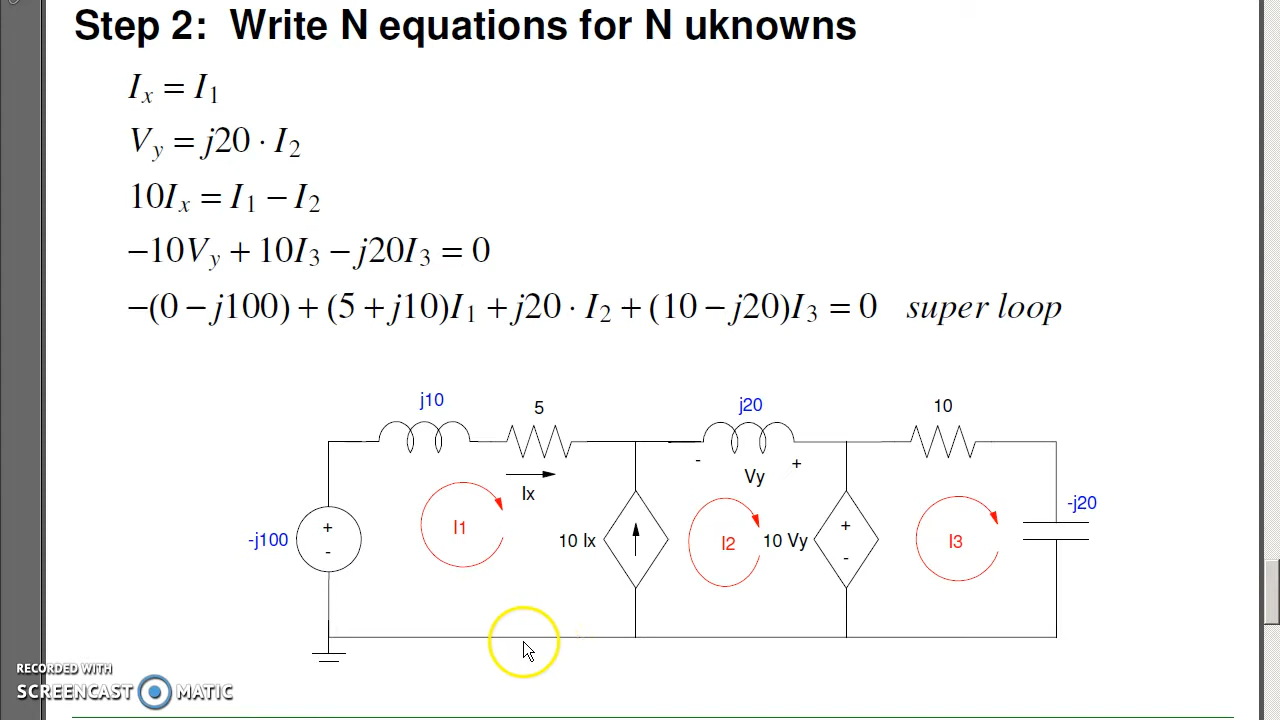 Step 2: Write N equations for N uknowns
Iₓ = I₁
V_y = j20 · I₂
10Iₓ = I₁ − I₂
−10V_y + 10I₃ − j20I₃ = 0
−(0 − j100) + (5 + j10)I₁ + j20 · I₂ + (10 − j20)I₃ = 0 super loop
j10 5 j20 10
- Vy +
Ix
-j20
-j100 + - I1 10 Ix I2 10 Vy + - I3
RECORDED WITH
SCREENCAST MATIC